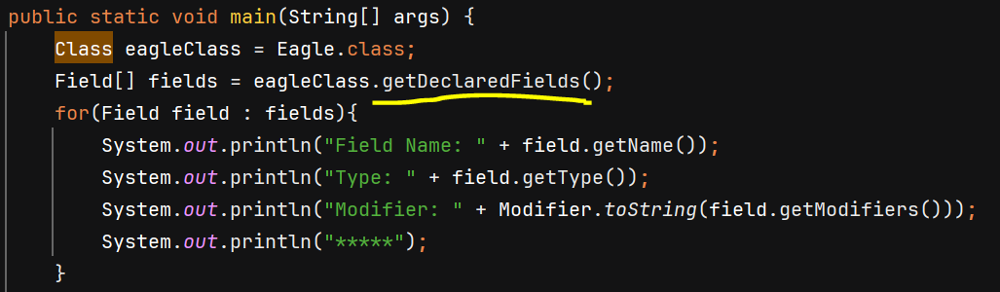 public static void main(String[] args) {
Class eagleClass = Eagle.class;
Field[] fields = eagleClass.getDeclaredFields();
for(Field field : fields){
System.out.println("Field Name: " + field.getName());
System.out.println("Type: " + field.getType());
System.out.println("Modifier: " + Modifier.toString(field.getModifiers()));
System.out.println("*****");
}